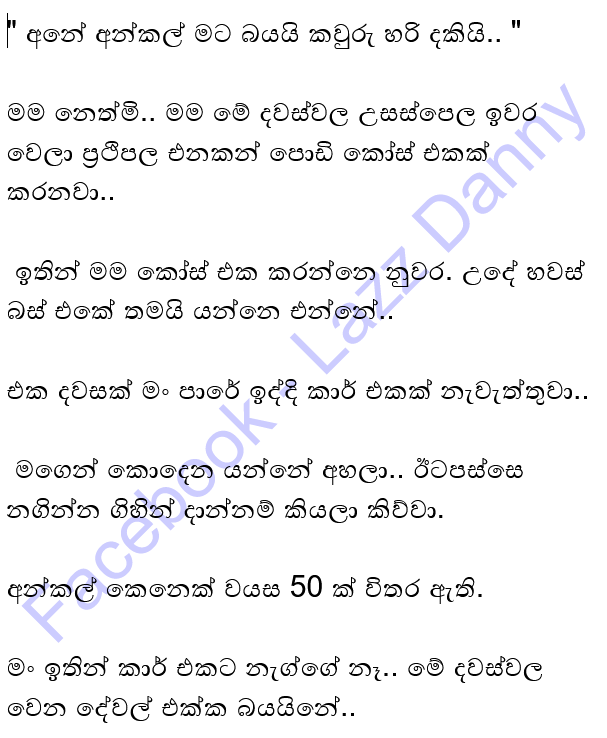 " අනේ අන්කල් මට බයයි කවුරු හරි දකියි.. "
මම නෙත්මි.. මම මේ දවස්වල උසස්පෙල ඉවර
වෙලා ප්‍රථිපල එනකන් පොඩි කෝස් එකක්
කරනවා..
ඉතින් මම කෝස් එක කරන්නෙ නුවර. උදේ හවස්
බස් එකේ තමයි යන්නෙ එන්නේ..
එක දවසක් මං පාරේ ඉද්දි කාර් එකක් නැවැත්තුවා..
මගෙන් කොදෙන යන්නේ අහලා.. ඊටපස්සෙ
නගින්න ගිහින් දාන්නම් කියලා කිව්වා.
අන්කල් කෙනෙක් වයස 50 ක් විතර ඇති.
මං ඉතින් කාර් එකට නැග්ගේ නෑ.. මේ දවස්වල
වෙන දේවල් එක්ක බයයිනේ..
Facebook - Lazz Danny